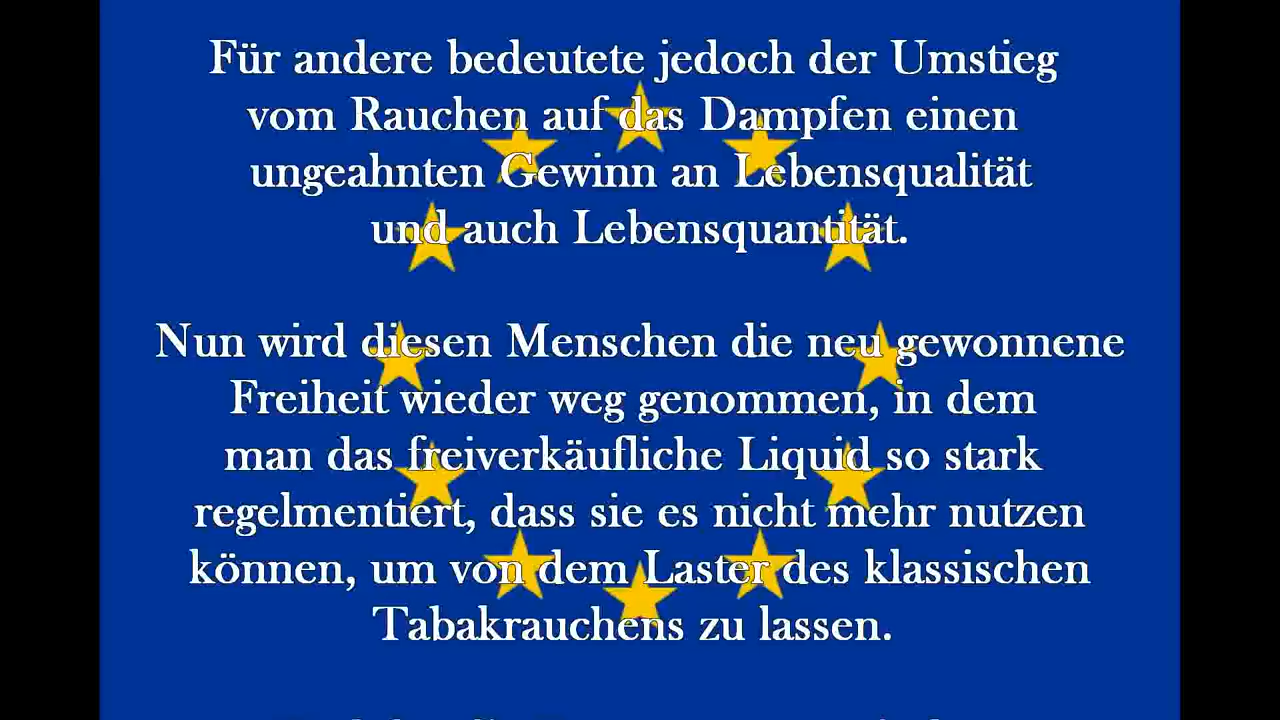 Für andere bedeutete jedoch der Umstieg
vom Rauchen auf das Dampfen einen
ungeahnten Gewinn an Lebensqualität
und auch Lebensquantität.
Nun wird diesen Menschen die neu gewonnene
Freiheit wieder weg genommen, in dem
man das freiverkäufliche Liquid so stark
regelmentiert, dass sie es nicht mehr nutzen
können, um von dem Laster des klassischen
Tabakrauchens zu lassen.